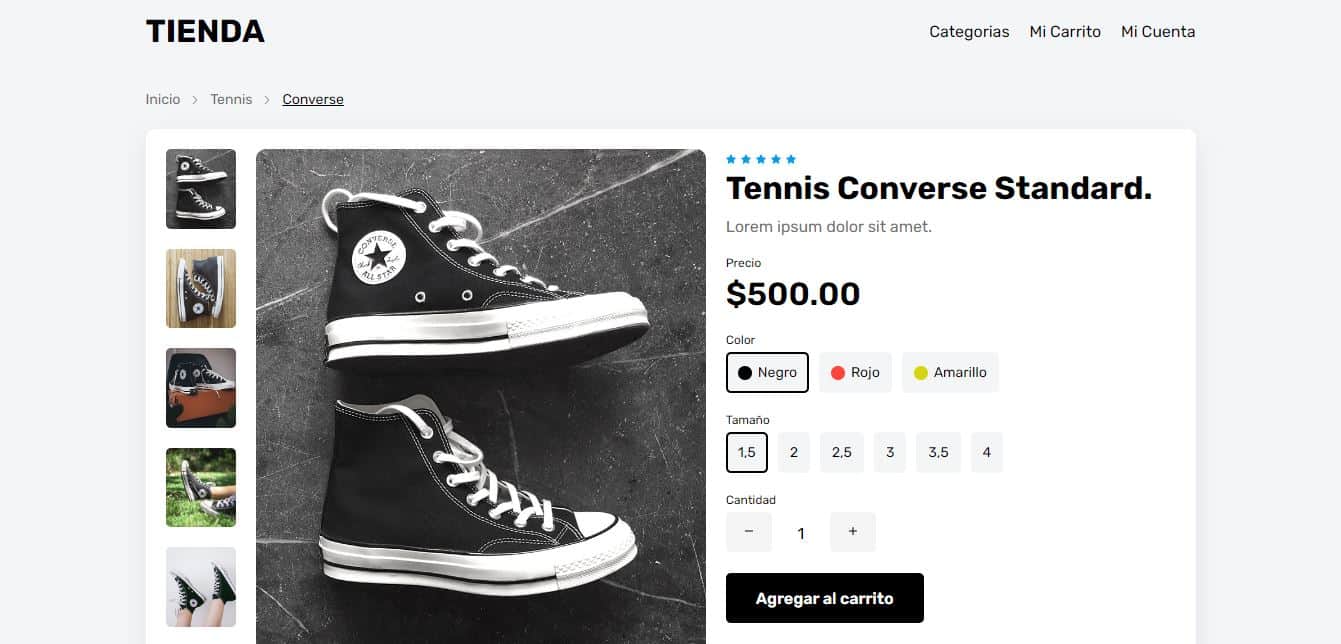 TIENDA
Categorias Mi Carrito Mi Cuenta
Inicio > Tennis > Converse
Tennis Converse Standard.
Lorem ipsum dolor sit amet.
Precio
$500.00
Color
Negro Rojo Amarillo
Tamaño
1,5 2 2,5 3 3,5 4
Cantidad
− 1 +
Agregar al carrito
CONVERSE
ALL STAR